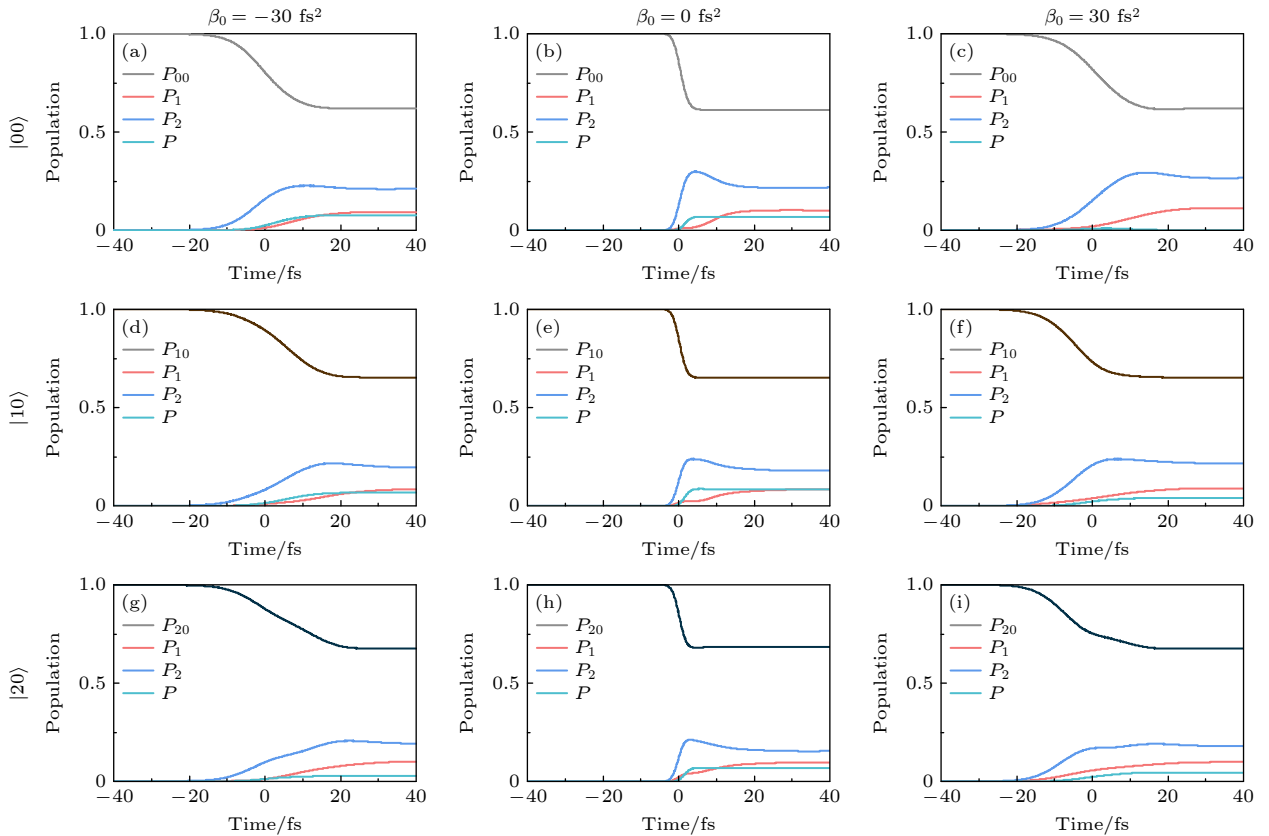 β₀ = −30 fs²
β₀ = 0 fs²
β₀ = 30 fs²
|00⟩
Population
1.0
0.5
0
(a)
P₀₀
P₁
P₂
P
−40 −20 0 20 40
Time/fs
Population
1.0
0.5
0
(b)
P₀₀
P₁
P₂
P
−40 −20 0 20 40
Time/fs
Population
1.0
0.5
0
(c)
P₀₀
P₁
P₂
P
−40 −20 0 20 40
Time/fs
|10⟩
Population
1.0
0.5
0
(d)
P₁₀
P₁
P₂
P
−40 −20 0 20 40
Time/fs
Population
1.0
0.5
0
(e)
P₁₀
P₁
P₂
P
−40 −20 0 20 40
Time/fs
Population
1.0
0.5
0
(f)
P₁₀
P₁
P₂
P
−40 −20 0 20 40
Time/fs
|20⟩
Population
1.0
0.5
0
(g)
P₂₀
P₁
P₂
P
−40 −20 0 20 40
Time/fs
Population
1.0
0.5
0
(h)
P₂₀
P₁
P₂
P
−40 −20 0 20 40
Time/fs
Population
1.0
0.5
0
(i)
P₂₀
P₁
P₂
P
−40 −20 0 20 40
Time/fs